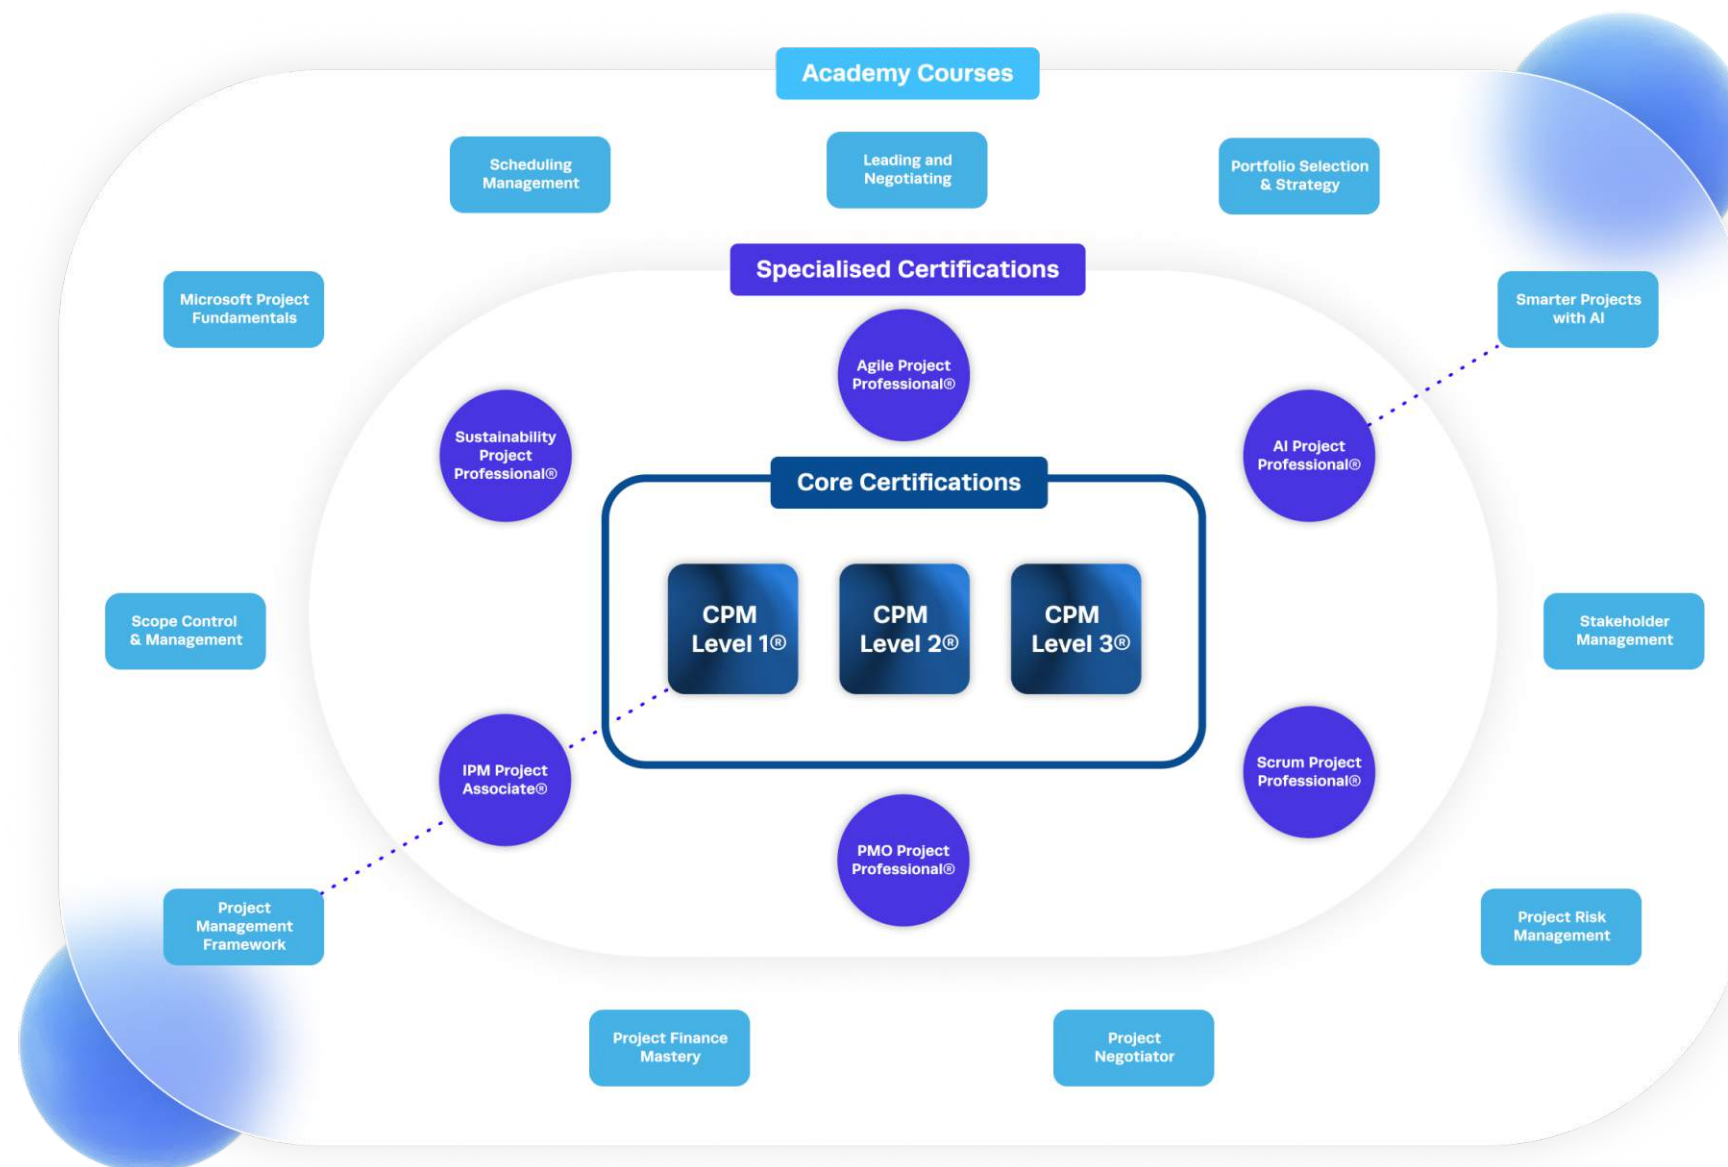 Academy Courses
Scheduling
Management
Leading and
Negotiating
Portfolio Selection
& Strategy
Specialised Certifications
Microsoft Project
Fundamentals
Smarter Projects
with AI
Agile Project
Professional®
Sustainability
Project
Professional®
AI Project
Professional®
Core Certifications
CPM
Level 1®
CPM
Level 2®
CPM
Level 3®
Scope Control
& Management
Stakeholder
Management
IPM Project
Associate®
Scrum Project
Professional®
PMO Project
Professional®
Project
Management
Framework
Project Risk
Management
Project Finance
Mastery
Project
Negotiator